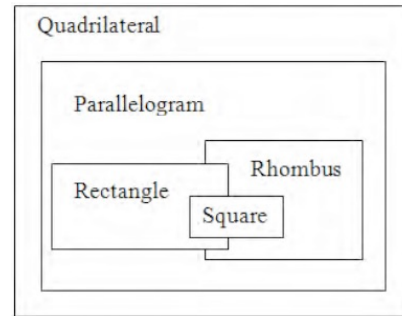 Quadrilateral
Parallelogram
Rhombus
Rectangle
Square